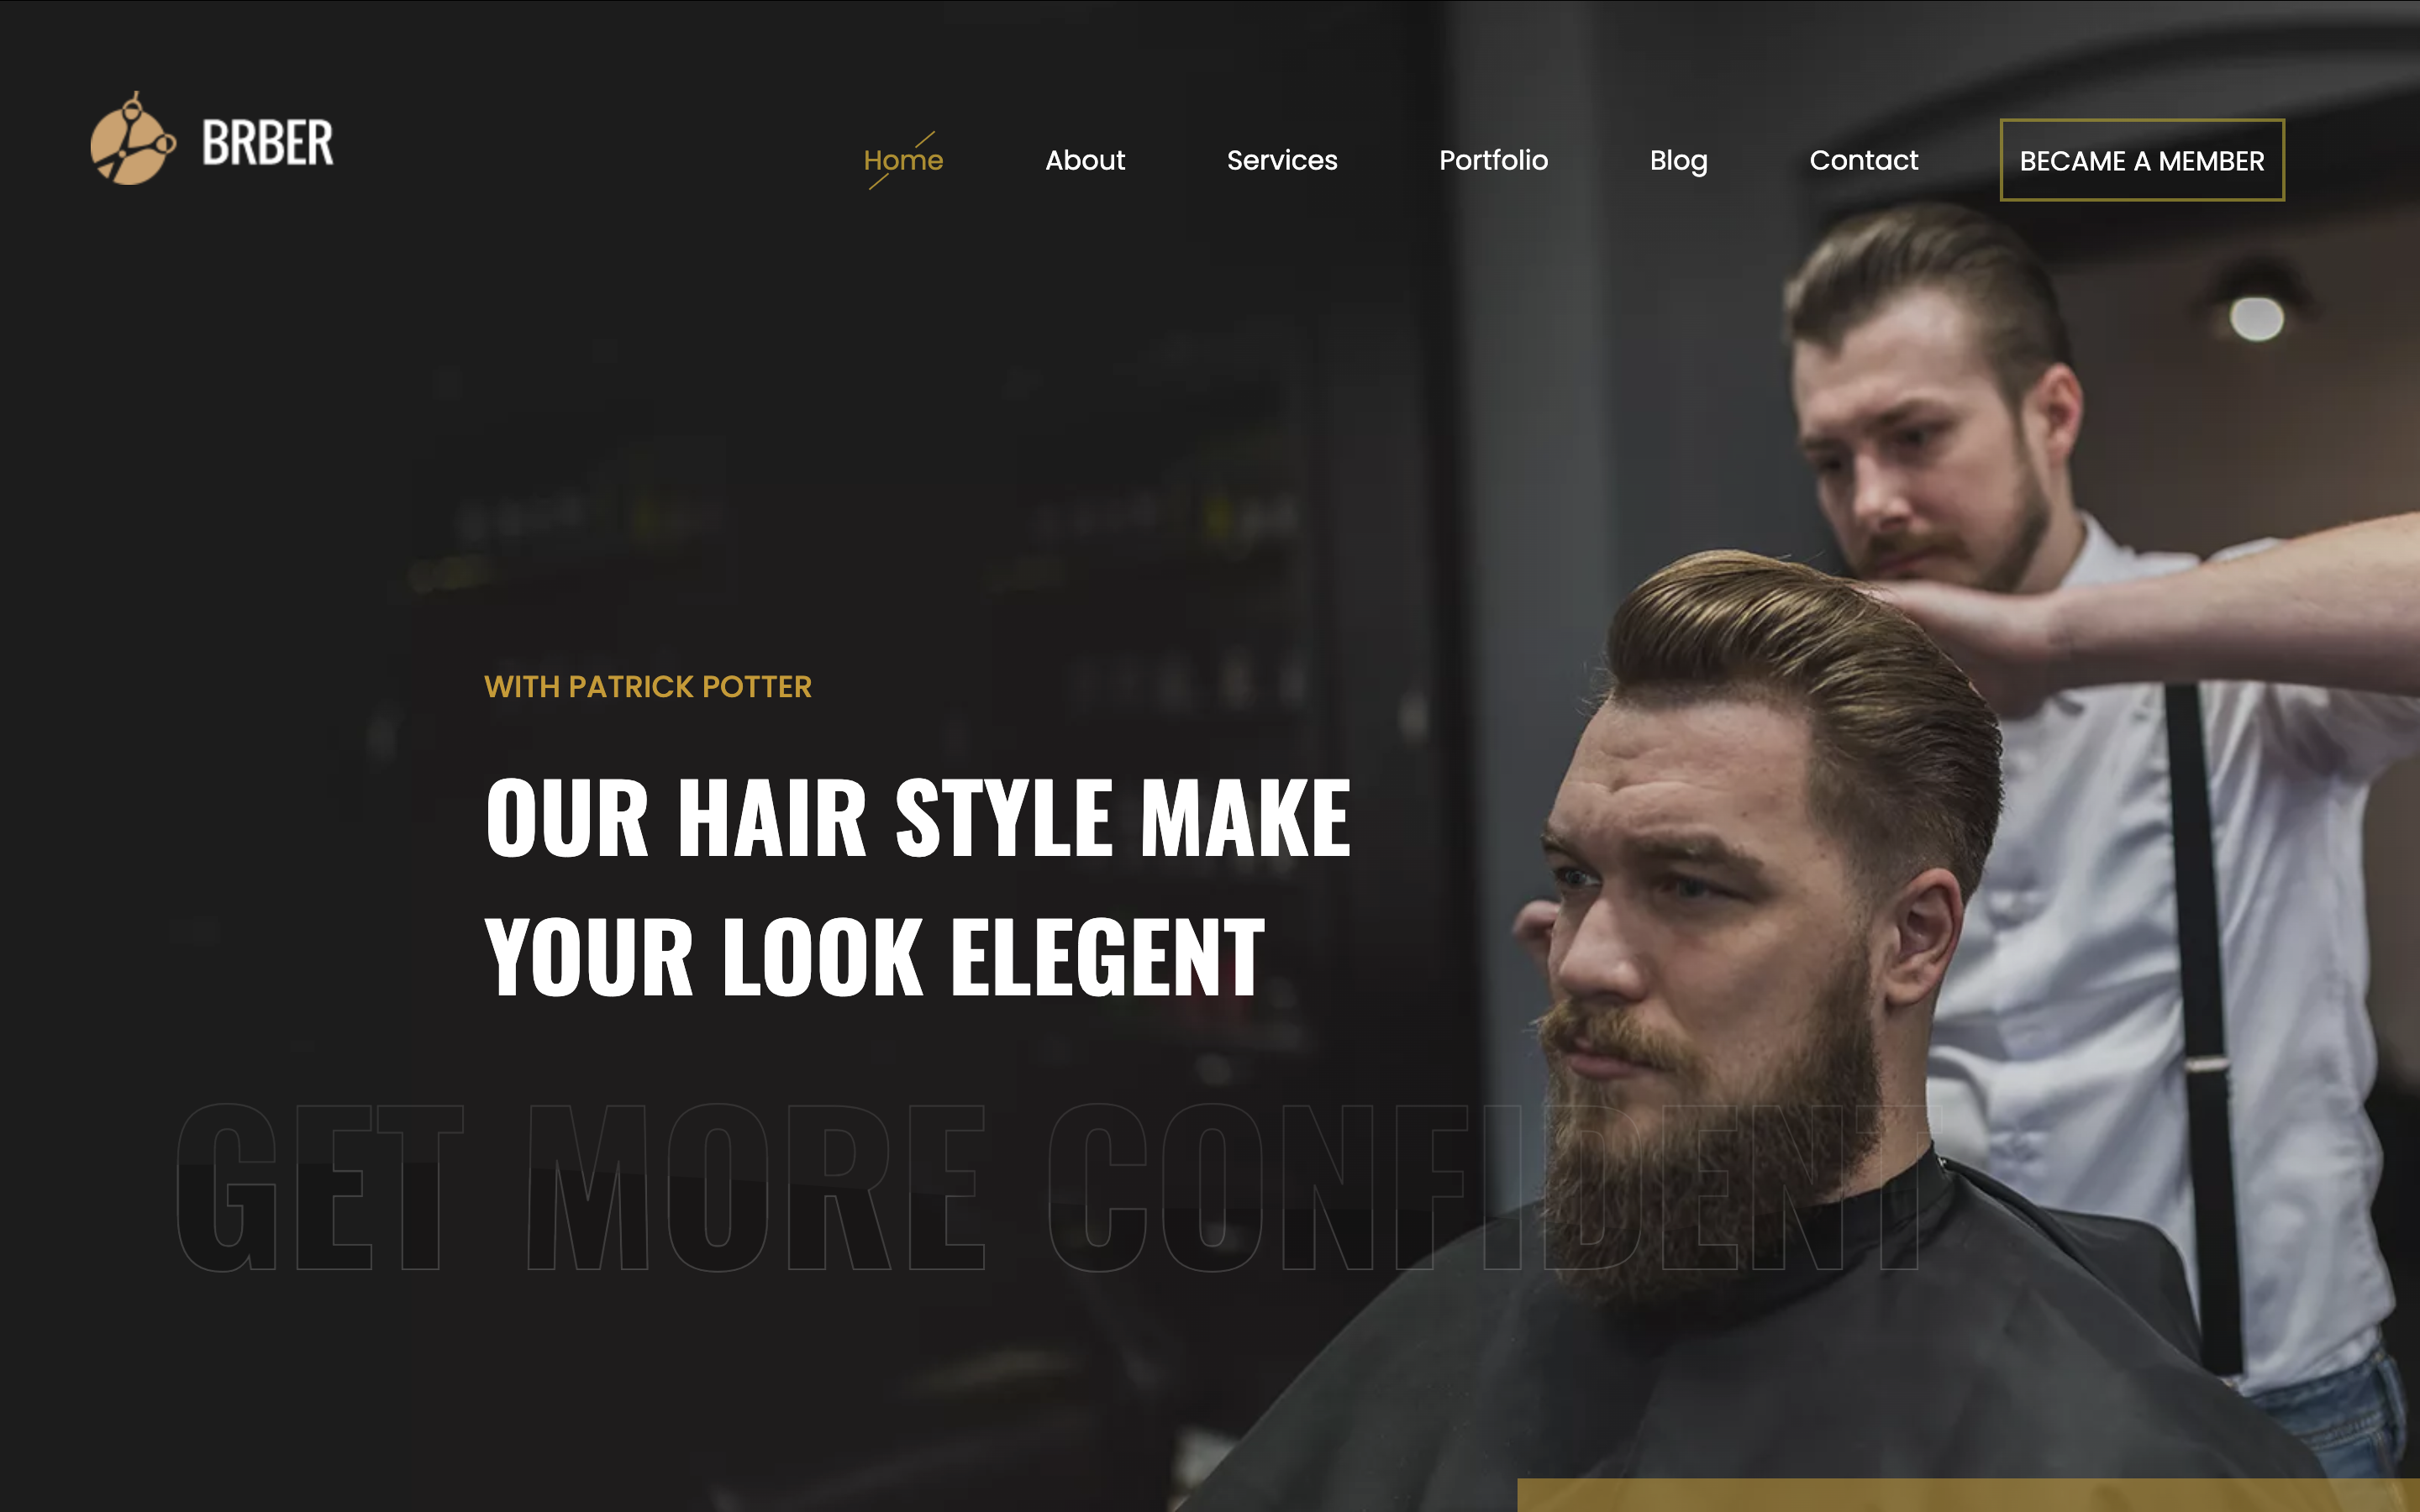 BRBER
Home About Services Portfolio Blog Contact BECAME A MEMBER
WITH PATRICK POTTER
OUR HAIR STYLE MAKE
YOUR LOOK ELEGENT
GET MORE CONFIDENT